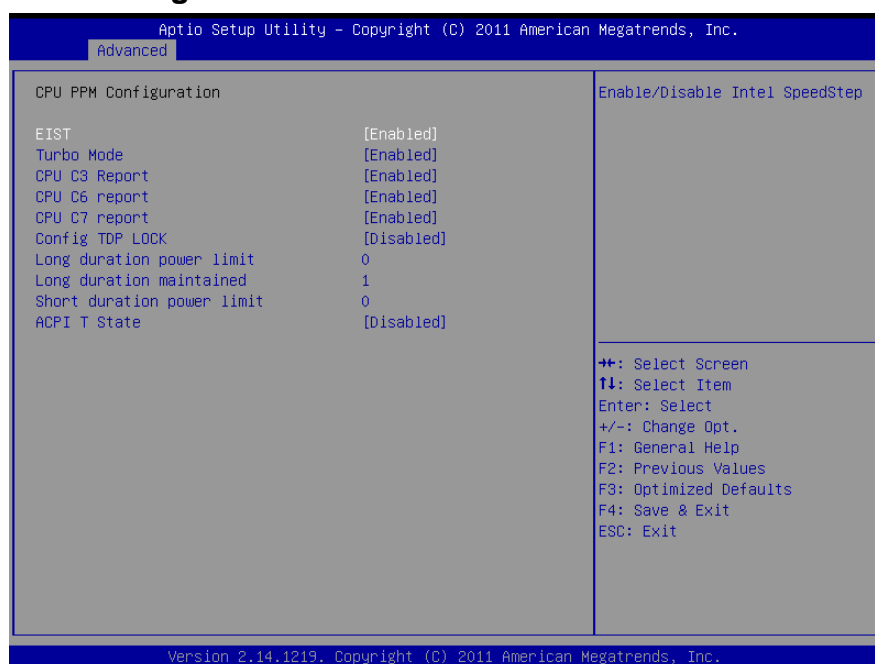 Aptio Setup Utility – Copyright (C) 2011 American Megatrends, Inc.
Advanced
CPU PPM Configuration
EIST [Enabled]
Turbo Mode [Enabled]
CPU C3 Report [Enabled]
CPU C6 report [Enabled]
CPU C7 report [Enabled]
Config TDP LOCK [Disabled]
Long duration power limit 0
Long duration maintained 1
Short duration power limit 0
ACPI T State [Disabled]
Enable/Disable Intel SpeedStep
→←: Select Screen
↑↓: Select Item
Enter: Select
+/-: Change Opt.
F1: General Help
F2: Previous Values
F3: Optimized Defaults
F4: Save & Exit
ESC: Exit
Version 2.14.1219. Copyright (C) 2011 American Megatrends, Inc.